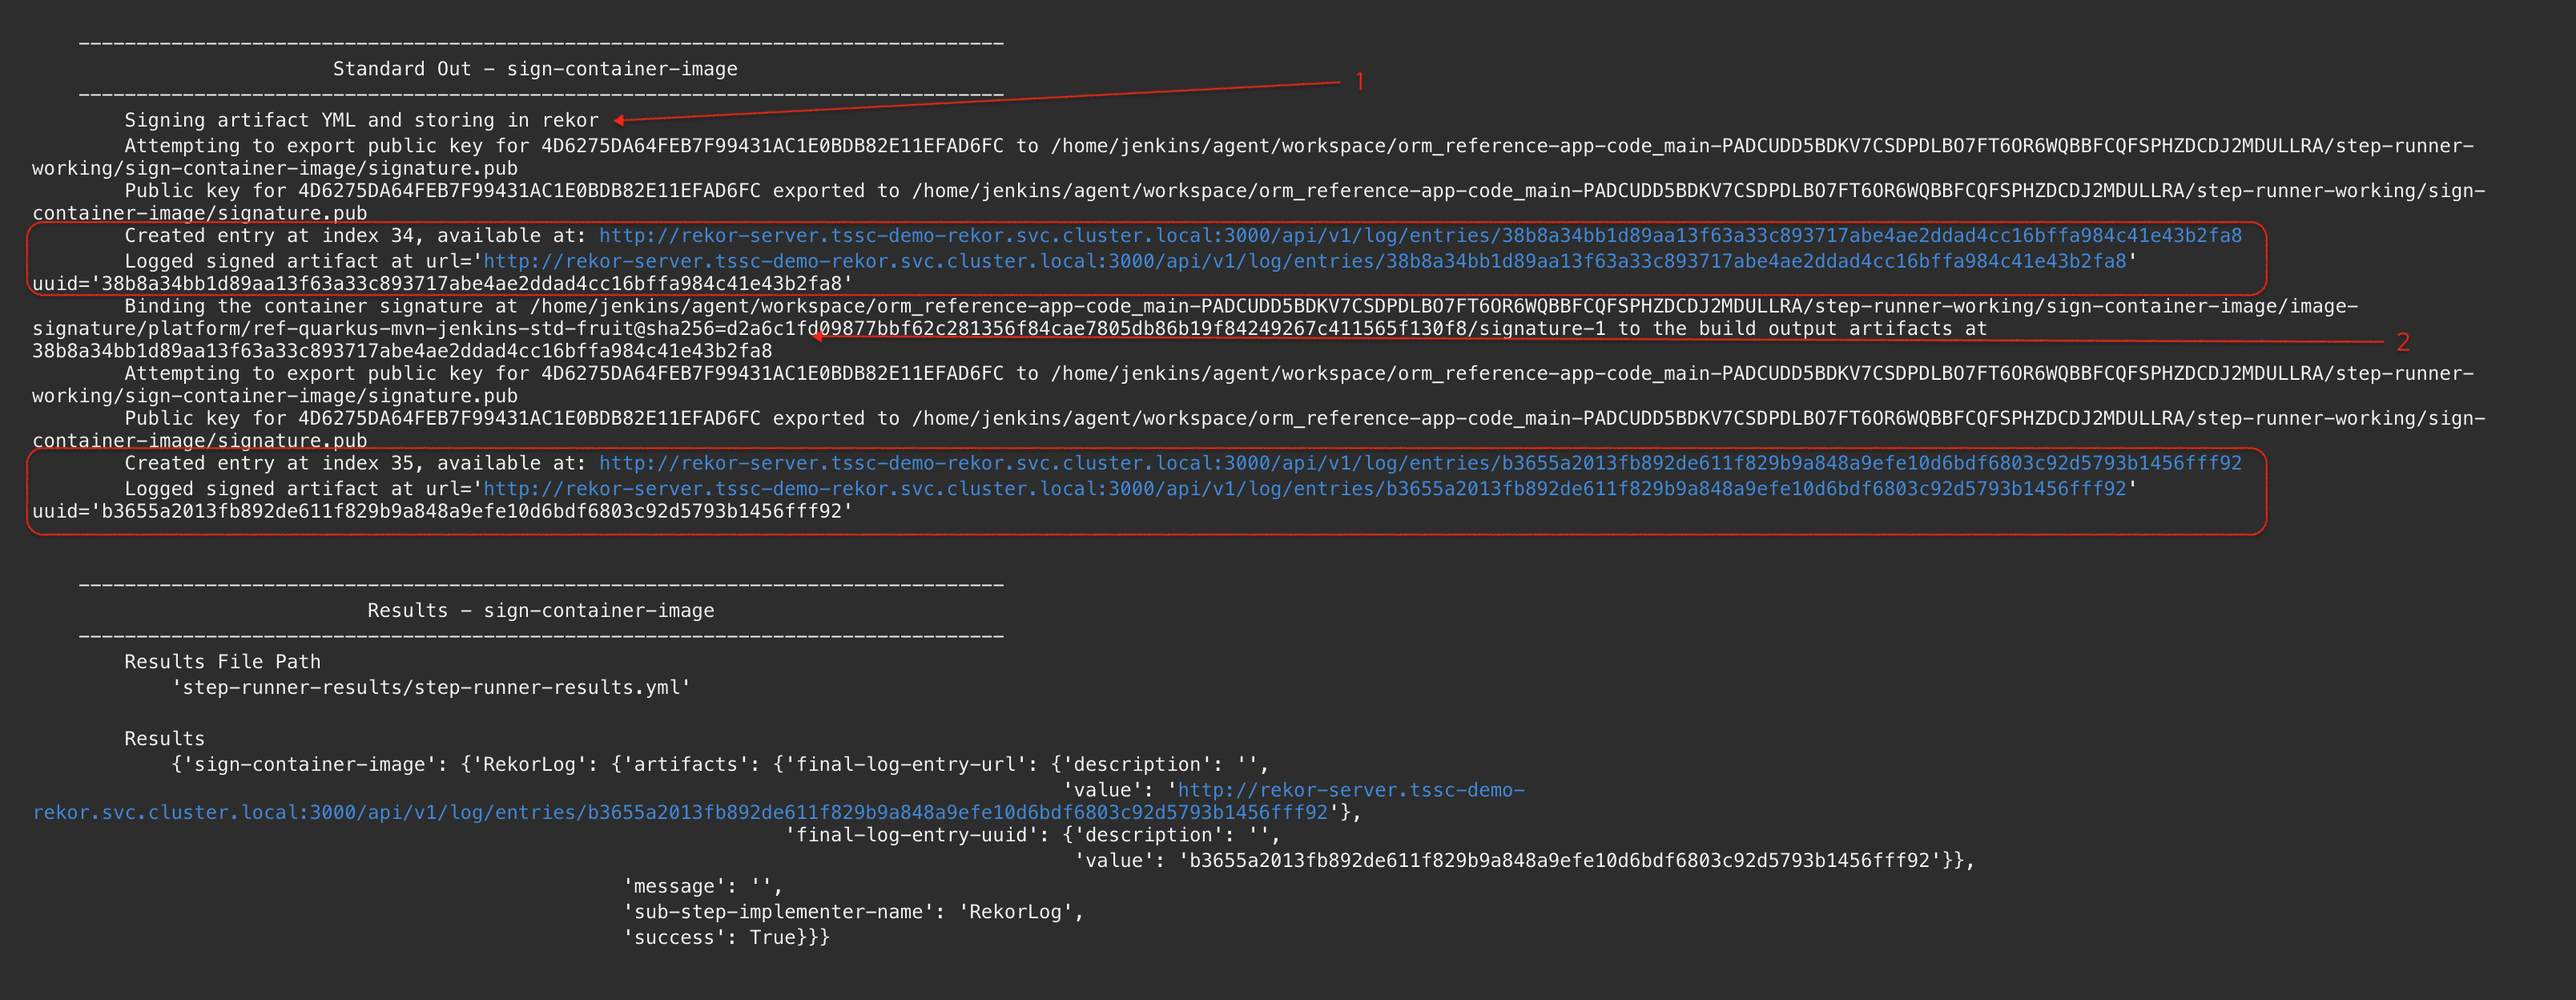 --------------------------------------------------------------------------------
Standard Out - sign-container-image
--------------------------------------------------------------------------------
1
Signing artifact YML and storing in rekor
Attempting to export public key for 4D6275DA64FEB7F99431AC1E0BDB82E11EFAD6FC to /home/jenkins/agent/workspace/orm_reference-app-code_main-PADCUDD5BDKV7CSDPDLBO7FT6OR6WQBBFCQFSPHZDCDJ2MDULLRA/step-runner-
working/sign-container-image/signature.pub
Public key for 4D6275DA64FEB7F99431AC1E0BDB82E11EFAD6FC exported to /home/jenkins/agent/workspace/orm_reference-app-code_main-PADCUDD5BDKV7CSDPDLBO7FT6OR6WQBBFCQFSPHZDCDJ2MDULLRA/step-runner-working/sign-
container-image/signature.pub
Created entry at index 34, available at: http://rekor-server.tssc-demo-rekor.svc.cluster.local:3000/api/v1/log/entries/38b8a34bb1d89aa13f63a33c893717abe4ae2ddad4cc16bffa984c41e43b2fa8
Logged signed artifact at url='http://rekor-server.tssc-demo-rekor.svc.cluster.local:3000/api/v1/log/entries/38b8a34bb1d89aa13f63a33c893717abe4ae2ddad4cc16bffa984c41e43b2fa8'
uuid='38b8a34bb1d89aa13f63a33c893717abe4ae2ddad4cc16bffa984c41e43b2fa8'
Binding the container signature at /home/jenkins/agent/workspace/orm_reference-app-code_main-PADCUDD5BDKV7CSDPDLBO7FT6OR6WQBBFCQFSPHZDCDJ2MDULLRA/step-runner-working/sign-container-image/image-
signature/platform/ref-quarkus-mvn-jenkins-std-fruit@sha256=d2a6c1fd09877bbf62c281356f84cae7805db86b19f84249267c411565f130f8/signature-1 to the build output artifacts at
2
38b8a34bb1d89aa13f63a33c893717abe4ae2ddad4cc16bffa984c41e43b2fa8
Attempting to export public key for 4D6275DA64FEB7F99431AC1E0BDB82E11EFAD6FC to /home/jenkins/agent/workspace/orm_reference-app-code_main-PADCUDD5BDKV7CSDPDLBO7FT6OR6WQBBFCQFSPHZDCDJ2MDULLRA/step-runner-
working/sign-container-image/signature.pub
Public key for 4D6275DA64FEB7F99431AC1E0BDB82E11EFAD6FC exported to /home/jenkins/agent/workspace/orm_reference-app-code_main-PADCUDD5BDKV7CSDPDLBO7FT6OR6WQBBFCQFSPHZDCDJ2MDULLRA/step-runner-working/sign-
container-image/signature.pub
Created entry at index 35, available at: http://rekor-server.tssc-demo-rekor.svc.cluster.local:3000/api/v1/log/entries/b3655a2013fb892de611f829b9a848a9efe10d6bdf6803c92d5793b1456fff92
Logged signed artifact at url='http://rekor-server.tssc-demo-rekor.svc.cluster.local:3000/api/v1/log/entries/b3655a2013fb892de611f829b9a848a9efe10d6bdf6803c92d5793b1456fff92'
uuid='b3655a2013fb892de611f829b9a848a9efe10d6bdf6803c92d5793b1456fff92'
--------------------------------------------------------------------------------
Results - sign-container-image
--------------------------------------------------------------------------------
Results File Path
'step-runner-results/step-runner-results.yml'
Results
{'sign-container-image': {'RekorLog': {'artifacts': {'final-log-entry-url': {'description': '',
'value': 'http://rekor-server.tssc-demo-
rekor.svc.cluster.local:3000/api/v1/log/entries/b3655a2013fb892de611f829b9a848a9efe10d6bdf6803c92d5793b1456fff92'},
'final-log-entry-uuid': {'description': '',
'value': 'b3655a2013fb892de611f829b9a848a9efe10d6bdf6803c92d5793b1456fff92'}},
'message': '',
'sub-step-implementer-name': 'RekorLog',
'success': True}}}